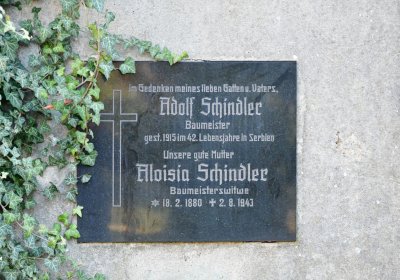 Im Gedenken meines lieben Gatten u. Vaters,
Adolf Schindler
Baumeister
gest. 1915 im 42. Lebensjahre in Serbien
Unsere gute Mutter
Aloisia Schindler
Baumeisterswitwe
* 18. 2. 1880 ✝ 2. 8. 1943